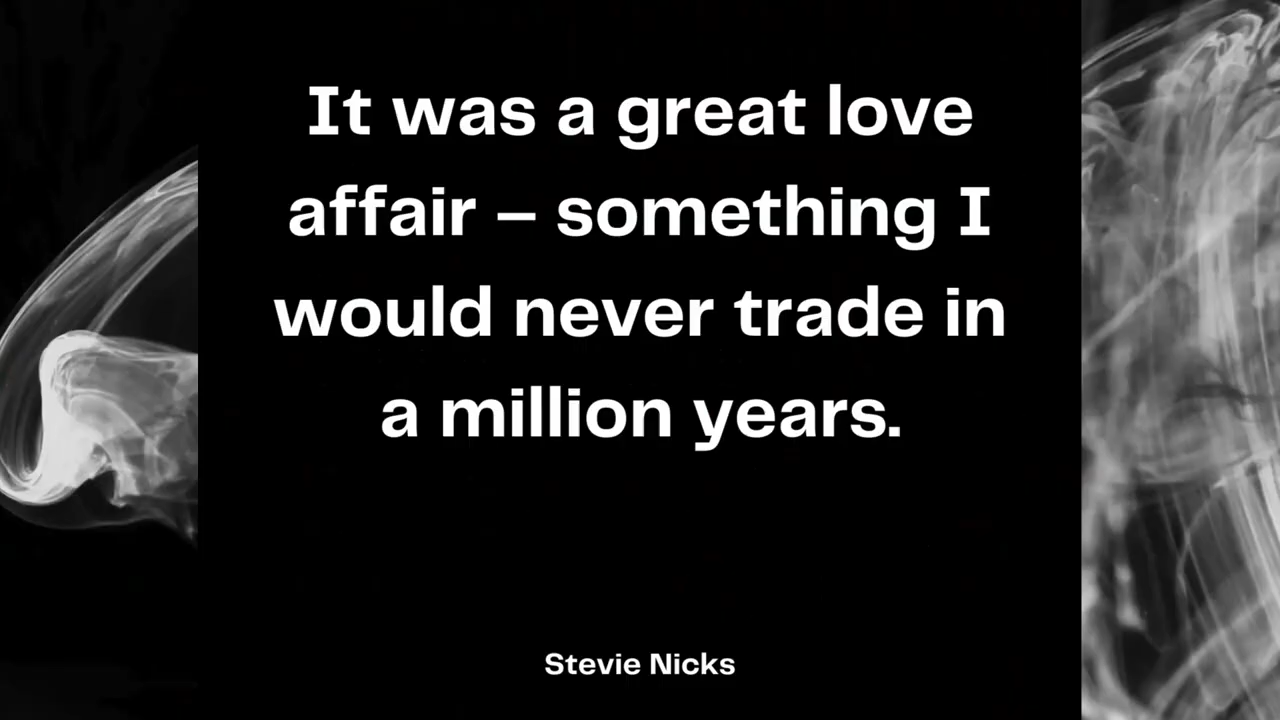 It was a great love
affair – something I
would never trade in
a million years.
Stevie Nicks